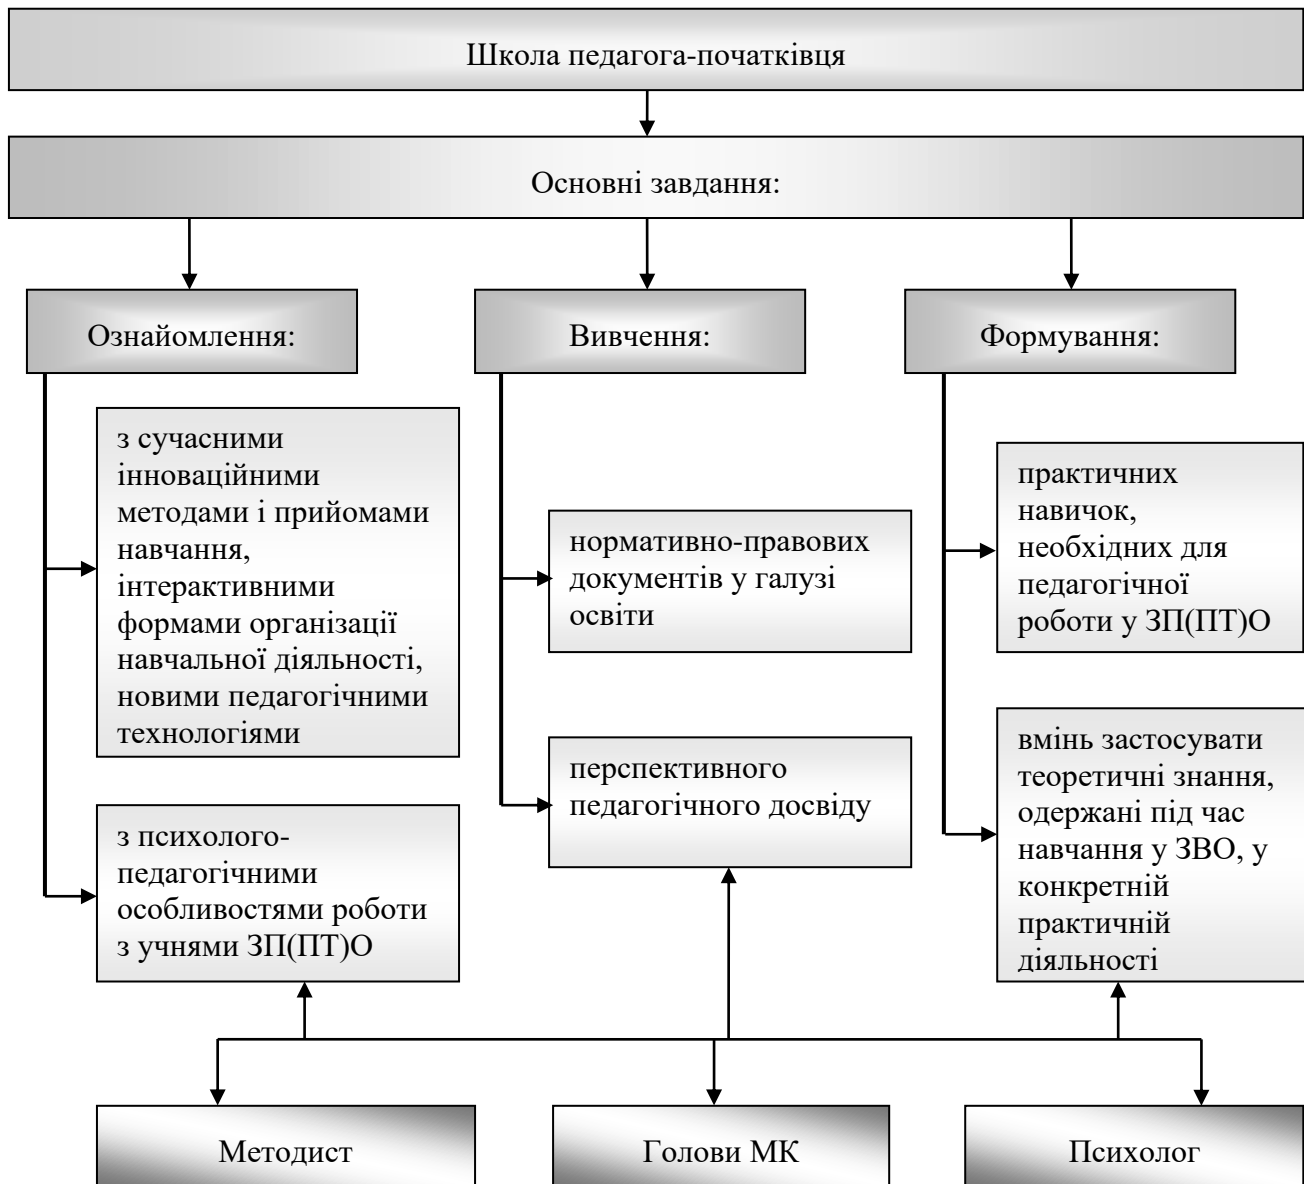 Школа педагога-початківця
Основні завдання:
Ознайомлення:
з сучасними
інноваційними
методами і прийомами
навчання,
інтерактивними
формами організації
навчальної діяльності,
новими педагогічними
технологіями
з психолого-
педагогічними
особливостями роботи
з учнями ЗП(ПТ)О
Вивчення:
нормативно-правових
документів у галузі
освіти
перспективного
педагогічного досвіду
Формування:
практичних
навичок,
необхідних для
педагогічної
роботи у ЗП(ПТ)О
вмінь застосувати
теоретичні знання,
одержані під час
навчання у ЗВО, у
конкретній
практичній
діяльності
Методист
Голови МК
Психолог